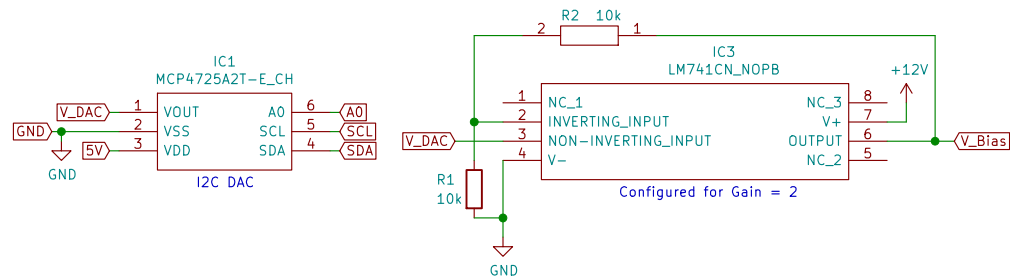 IC1
MCP4725A2T-E_CH
V_DAC 1 VOUT A0 6 A0
GND 2 VSS SCL 5 SCL
5V 3 VDD SDA 4 SDA
GND
I2C DAC
R2 10k
2 1
IC3
LM741CN_NOPB
+12V
1 NC_1 NC_3 8
2 INVERTING_INPUT V+ 7
V_DAC 3 NON-INVERTING_INPUT OUTPUT 6 V_Bias
4 V- NC_2 5
R1
10k
Configured for Gain = 2
GND